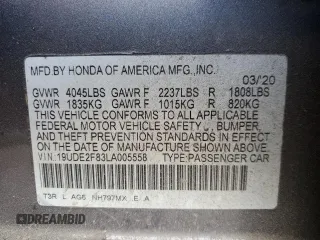 MFD.BY HONDA OF AMERICA MFG.,INC.
03/'20
GVWR 4045LBS GAWR F 2237LBS R 1808LBS
GVWR 1835KG GAWR F 1015KG R 820KG
THIS VEHICLE CONFORMS TO ALL APPLICABLE
FEDERAL MOTOR VEHICLE SAFETY, BUMPER,
AND THEFT PREVENTION STANDARDS IN EFFECT
ON THE DATE OF MANUFACTURE SHOWN ABOVE.
VIN:19UDE2F83LA005558 TYPE:PASSENGER CAR
T3R L AG6 NH797MX E A
DREAMBID